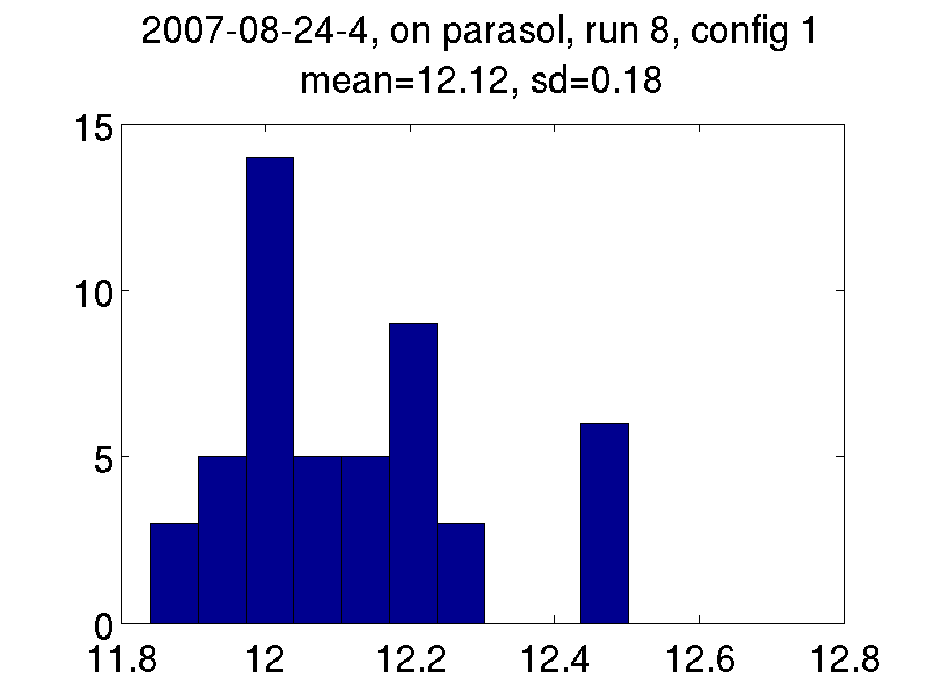 2007-08-24-4, on parasol, run 8, config 1
mean=12.12, sd=0.18
15
10
5
0
11.8 12 12.2 12.4 12.6 12.8